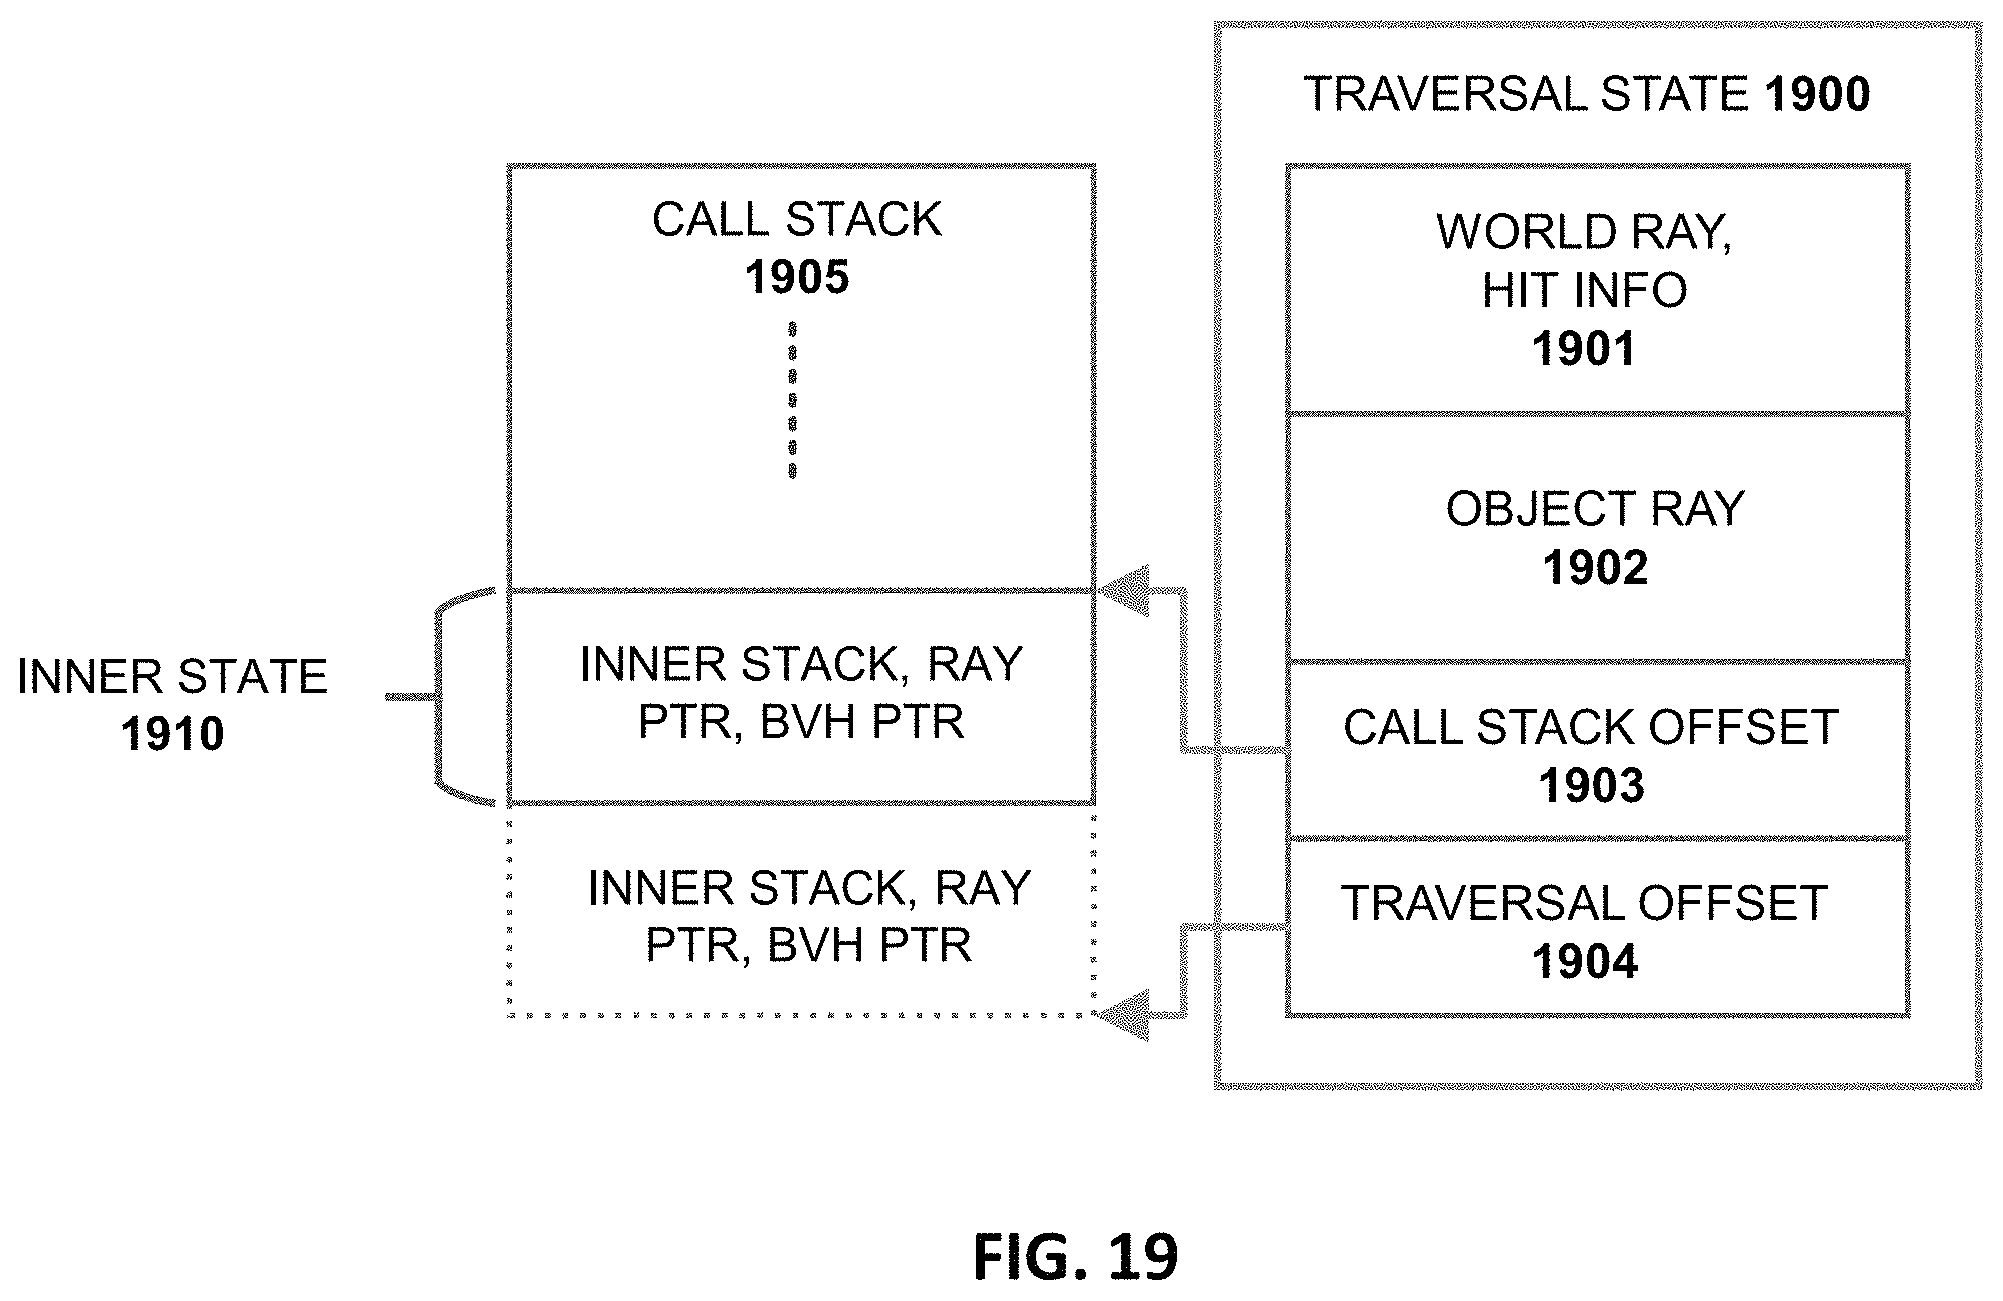 TRAVERSAL STATE 1900
WORLD RAY,
HIT INFO
1901
OBJECT RAY
1902
CALL STACK OFFSET
1903
TRAVERSAL OFFSET
1904
CALL STACK
1905
INNER STACK, RAY
PTR, BVH PTR
INNER STACK, RAY
PTR, BVH PTR
INNER STATE
1910
FIG. 19